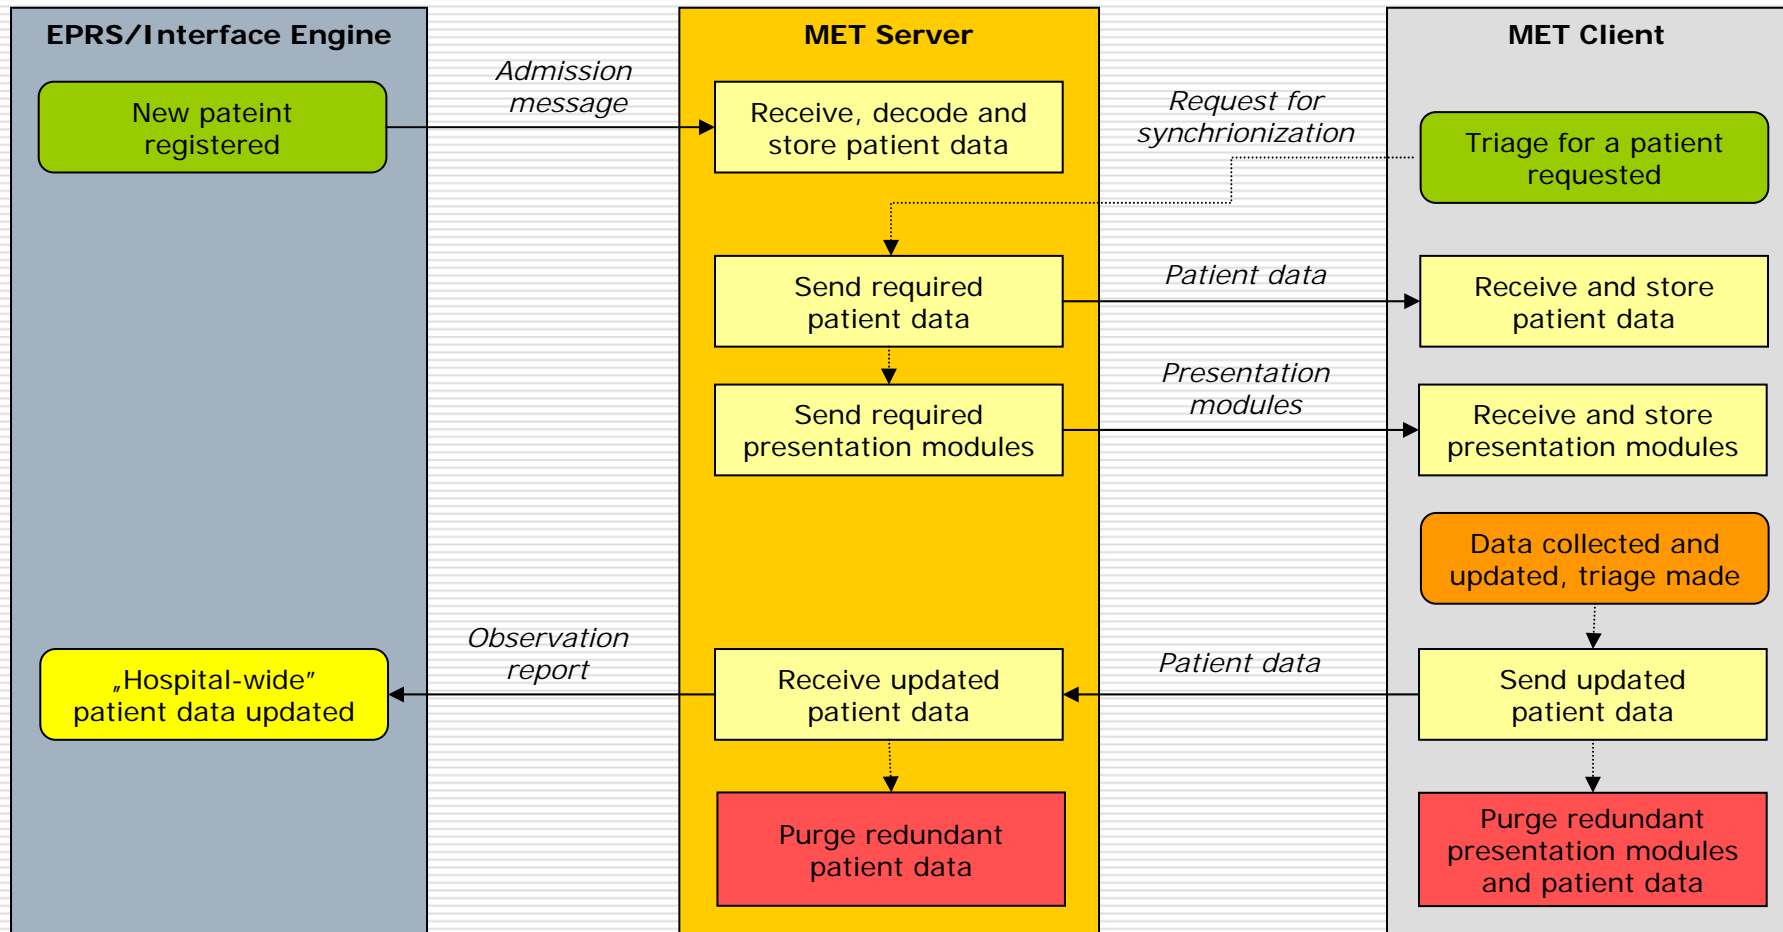 EPRS/Interface Engine
MET Server
MET Client
Admission
message
New pateint
registered
Receive, decode and
store patient data
Request for
synchrionization
Triage for a patient
requested
Send required
patient data
Patient data
Receive and store
patient data
Presentation
modules
Send required
presentation modules
Receive and store
presentation modules
Data collected and
updated, triage made
Observation
report
„Hospital-wide”
patient data updated
Receive updated
patient data
Patient data
Send updated
patient data
Purge redundant
patient data
Purge redundant
presentation modules
and patient data